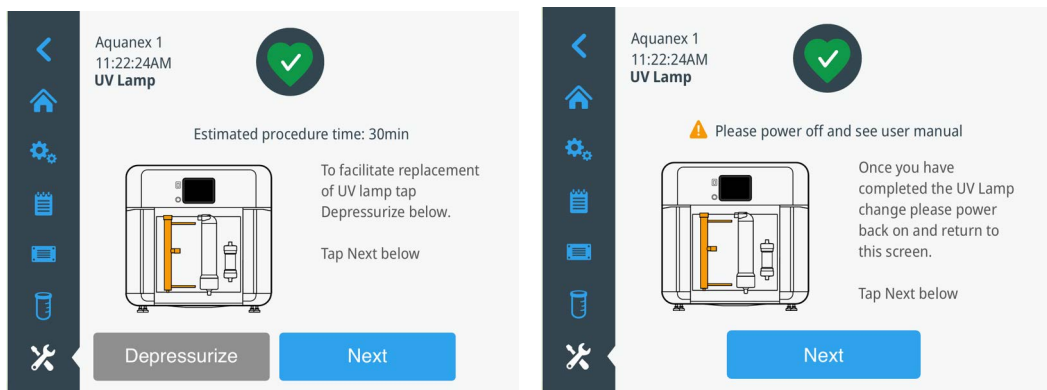 Aquanex 1
11:22:24AM
UV Lamp
Estimated procedure time: 30min
To facilitate replacement
of UV lamp tap
Depressurize below.
Tap Next below
Depressurize
Next
Aquanex 1
11:22:24AM
UV Lamp
Please power off and see user manual
Once you have
completed the UV Lamp
change please power
back on and return to
this screen.
Tap Next below
Next